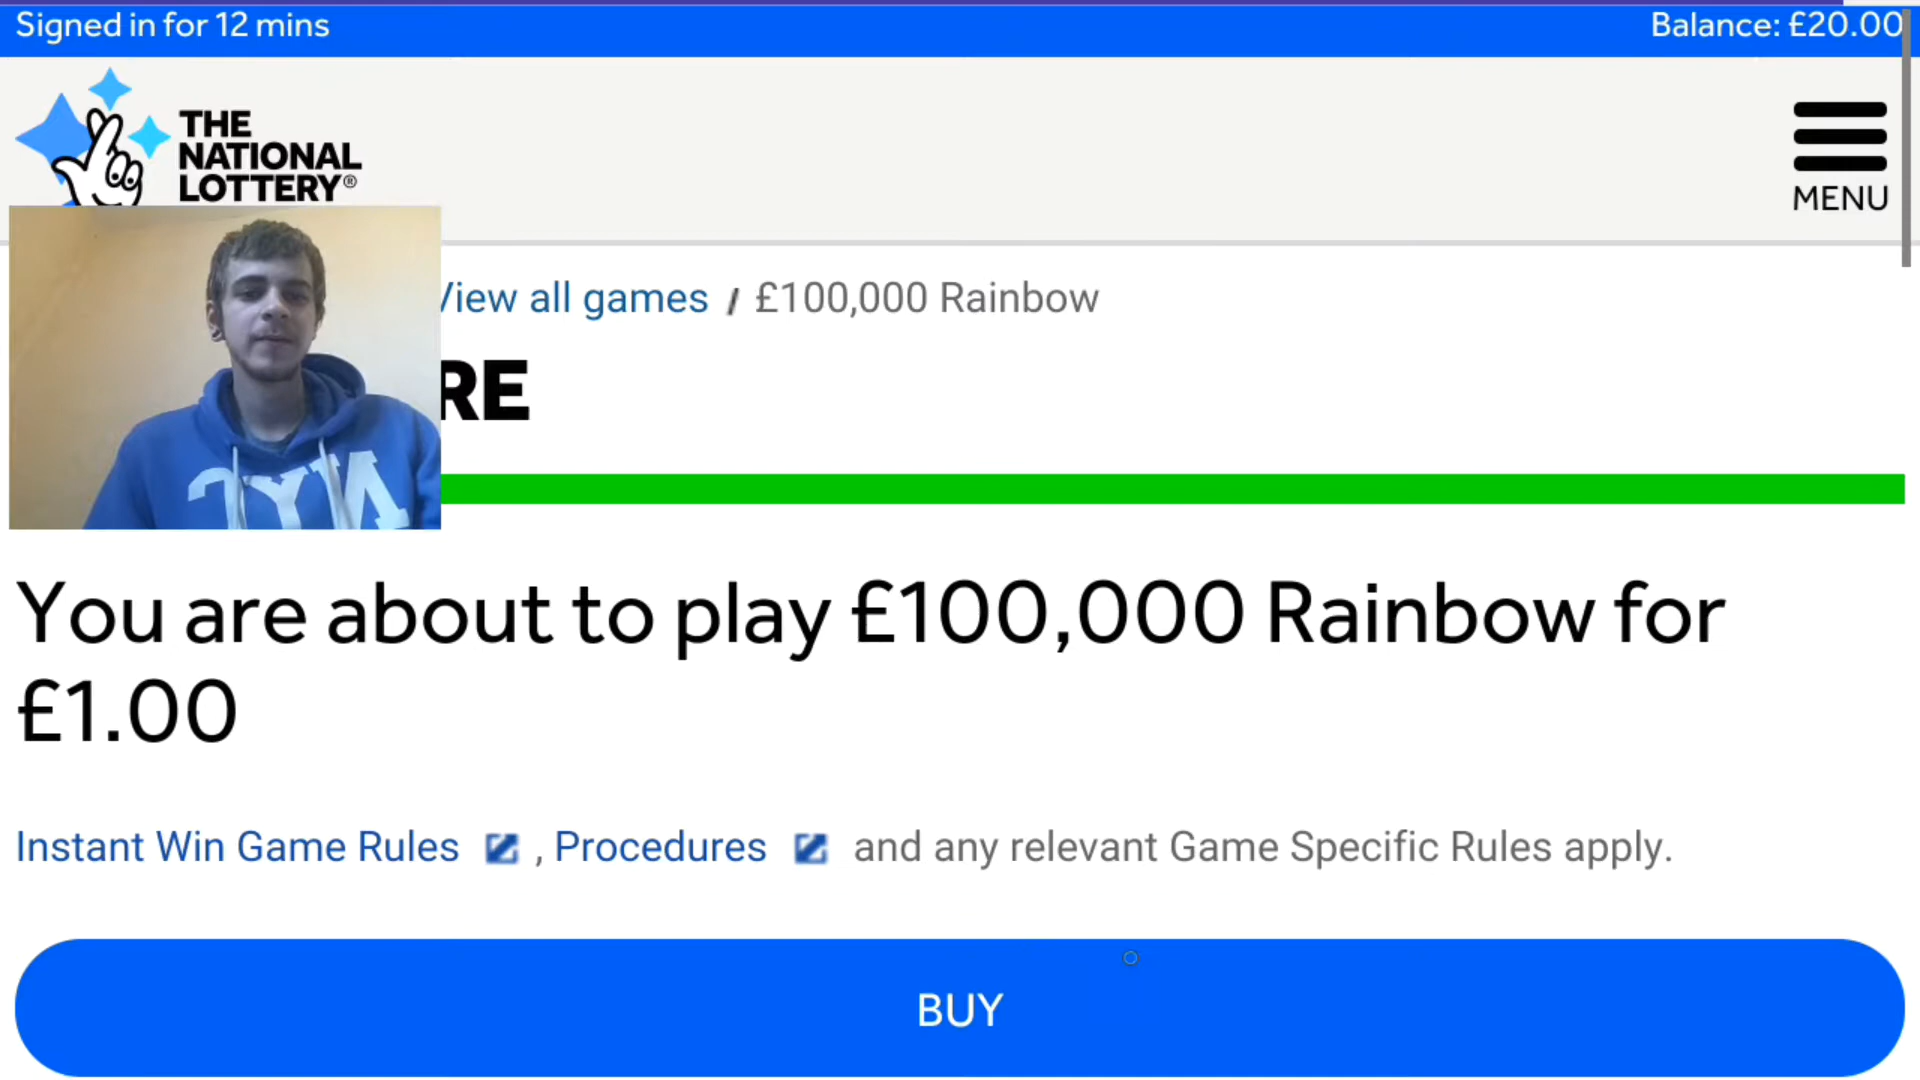 Signed in for 12 mins
Balance: £20.00
THE
NATIONAL
LOTTERY®
MENU
View all games / £100,000 Rainbow
RE
NYC
You are about to play £100,000 Rainbow for
£1.00
Instant Win Game Rules , Procedures and any relevant Game Specific Rules apply.
BUY